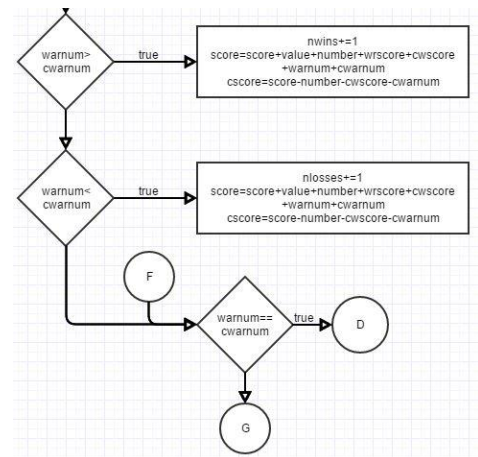 warnum>
cwarnum
true
nwins+=1
score=score+value+number+wrscore+cwscore
+warnum+cwarnum
cscore=score-number-cwscore-cwarnum
warnum<
cwarnum
true
nlosses+=1
score=score+value+number+wrscore+cwscore
+warnum+cwarnum
cscore=score-number-cwscore-cwarnum
F
warnum==
cwarnum
true
D
G